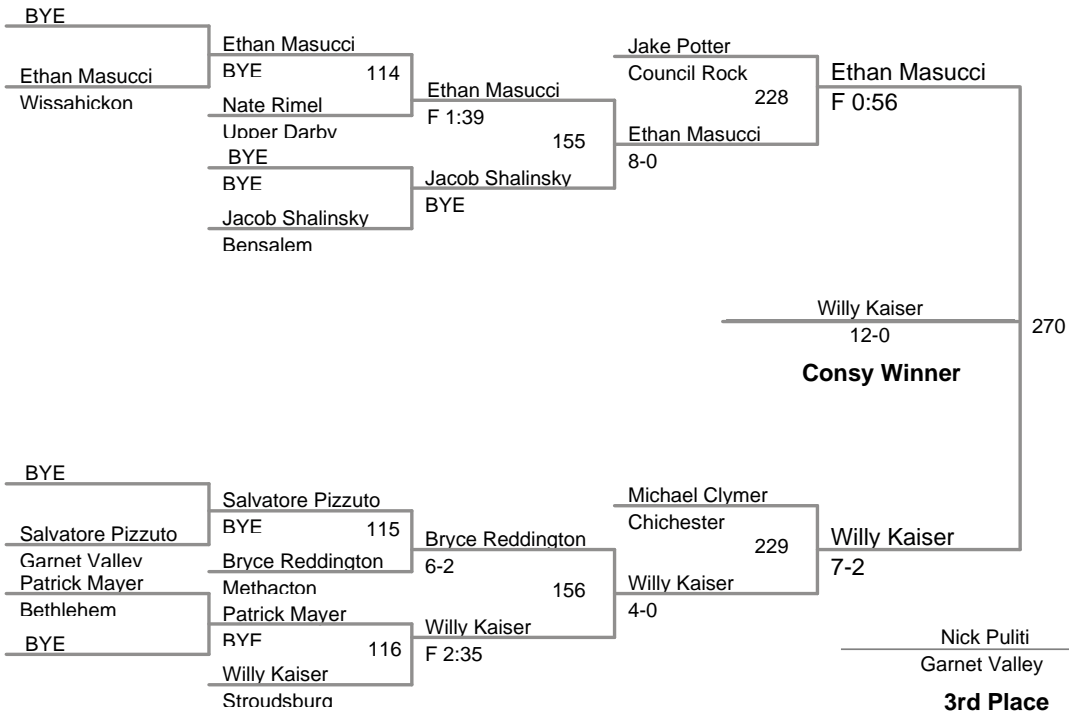 BYE
Ethan Masucci
Wissahickon
Ethan Masucci
BYE
114
Nate Rimel
Upper Darby
BYE
BYE
Jacob Shalinsky
Bensalem
Ethan Masucci
F 1:39
155
Jacob Shalinsky
BYE
Jake Potter
Council Rock
228
Ethan Masucci
8-0
Ethan Masucci
F 0:56
Willy Kaiser
12-0
Consy Winner
270
BYE
Salvatore Pizzuto
Garnet Valley
Patrick Mayer
Bethlehem
BYE
Salvatore Pizzuto
BYE
115
Bryce Reddington
Methacton
Patrick Mayer
BYE
116
Willy Kaiser
Stroudsburg
Bryce Reddington
6-2
156
Willy Kaiser
F 2:35
Michael Clymer
Chichester
229
Willy Kaiser
4-0
Willy Kaiser
7-2
Nick Puliti
Garnet Valley
3rd Place